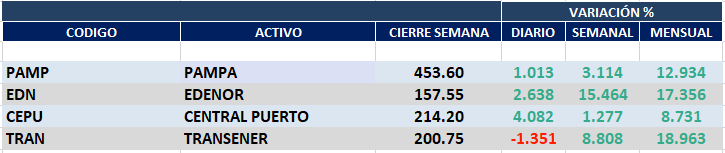 VARIACIÓN %
CODIGO ACTIVO CIERRE SEMANA DIARIO SEMANAL MENSUAL
PAMP PAMPA 453.60 1.013 3.114 12.934
EDN EDENOR 157.55 2.638 15.464 17.356
CEPU CENTRAL PUERTO 214.20 4.082 1.277 8.731
TRAN TRANSENER 200.75 -1.351 8.808 18.963